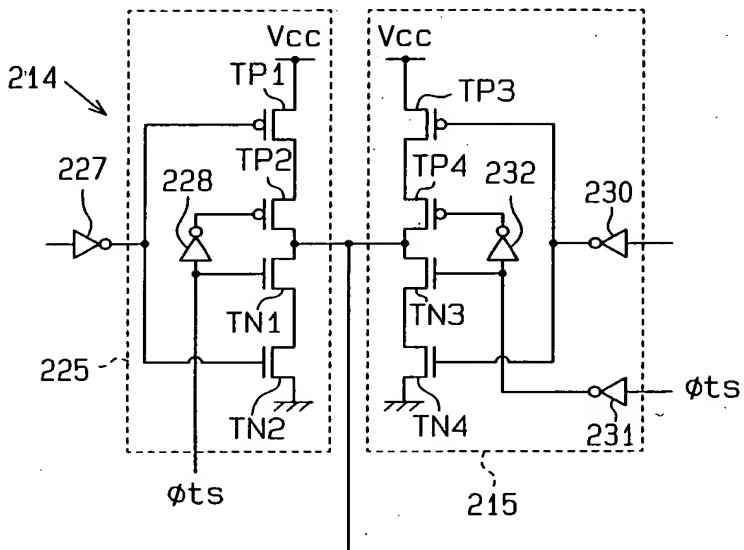 Vcc
Vcc
214
TP1
TP3
TP2
TP4
227
228
232
230
TN1
TN3
225
TN2
TN4
φts
231
φts
215